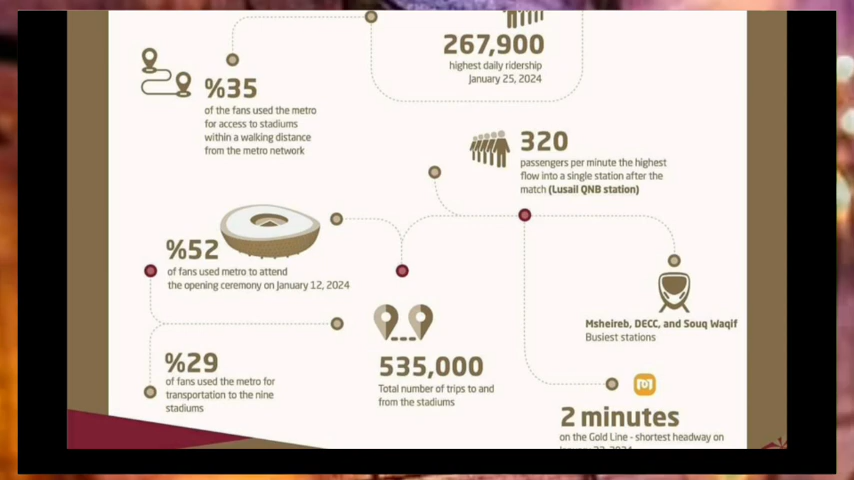 267,900
highest daily ridership
January 25, 2024
%35
of the fans used the metro
for access to stadiums
within a walking distance
from the metro network
320
passengers per minute the highest
flow into a single station after the
match (Lusail QNB station)
%52
of fans used metro to attend
the opening ceremony on January 12, 2024
Msheireb, DECC, and Souq Waqif
Busiest stations
%29
of fans used the metro for
transportation to the nine
stadiums
535,000
Total number of trips to and
from the stadiums
2 minutes
on the Gold Line - shortest headway on